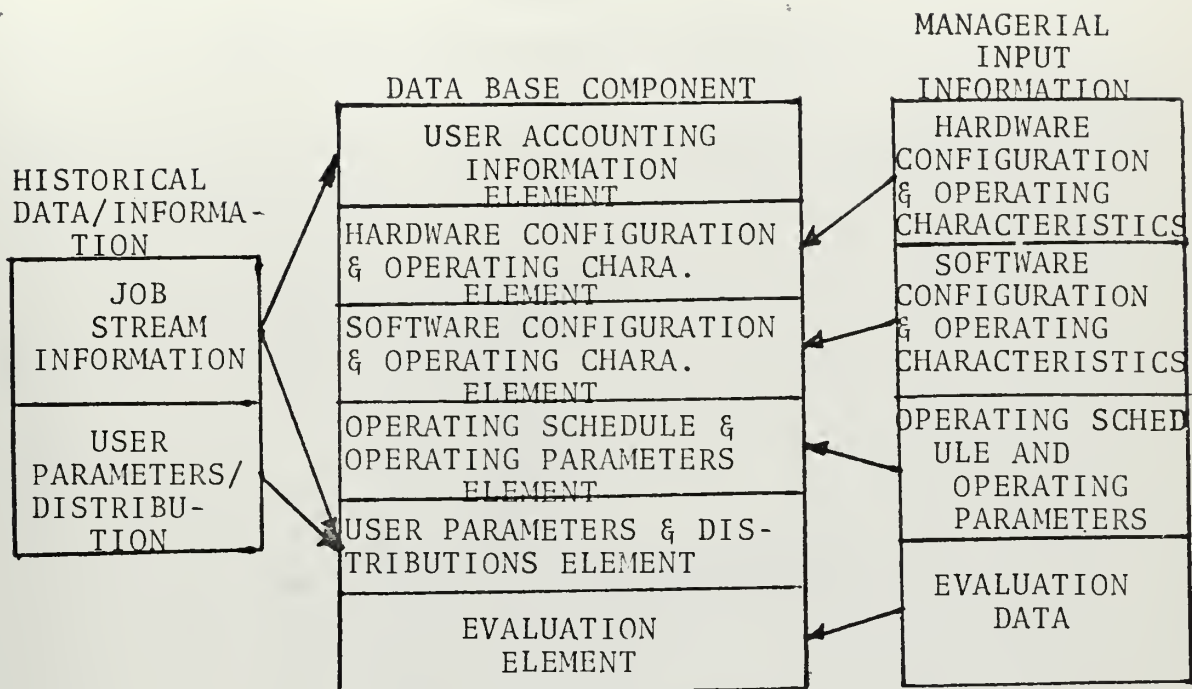 HISTORICAL
DATA/INFORMA-
TION
JOB
STREAM
INFORMATION
USER
PARAMETERS/
DISTRIBU-
TION
DATA BASE COMPONENT
USER ACCOUNTING
INFORMATION
ELEMENT
HARDWARE CONFIGURATION
& OPERATING CHARA.
ELEMENT
SOFTWARE CONFIGURATION
& OPERATING CHARA.
ELEMENT
OPERATING SCHEDULE &
OPERATING PARAMETERS
ELEMENT
USER PARAMETERS & DIS-
TRIBUTIONS ELEMENT
EVALUATION
ELEMENT
MANAGERIAL
INPUT
INFORMATION
HARDWARE
CONFIGURATION
& OPERATING
CHARACTERISTICS
SOFTWARE
CONFIGURATION
& OPERATING
CHARACTERISTICS
OPERATING SCHED
ULE AND
OPERATING
PARAMETERS
EVALUATION
DATA